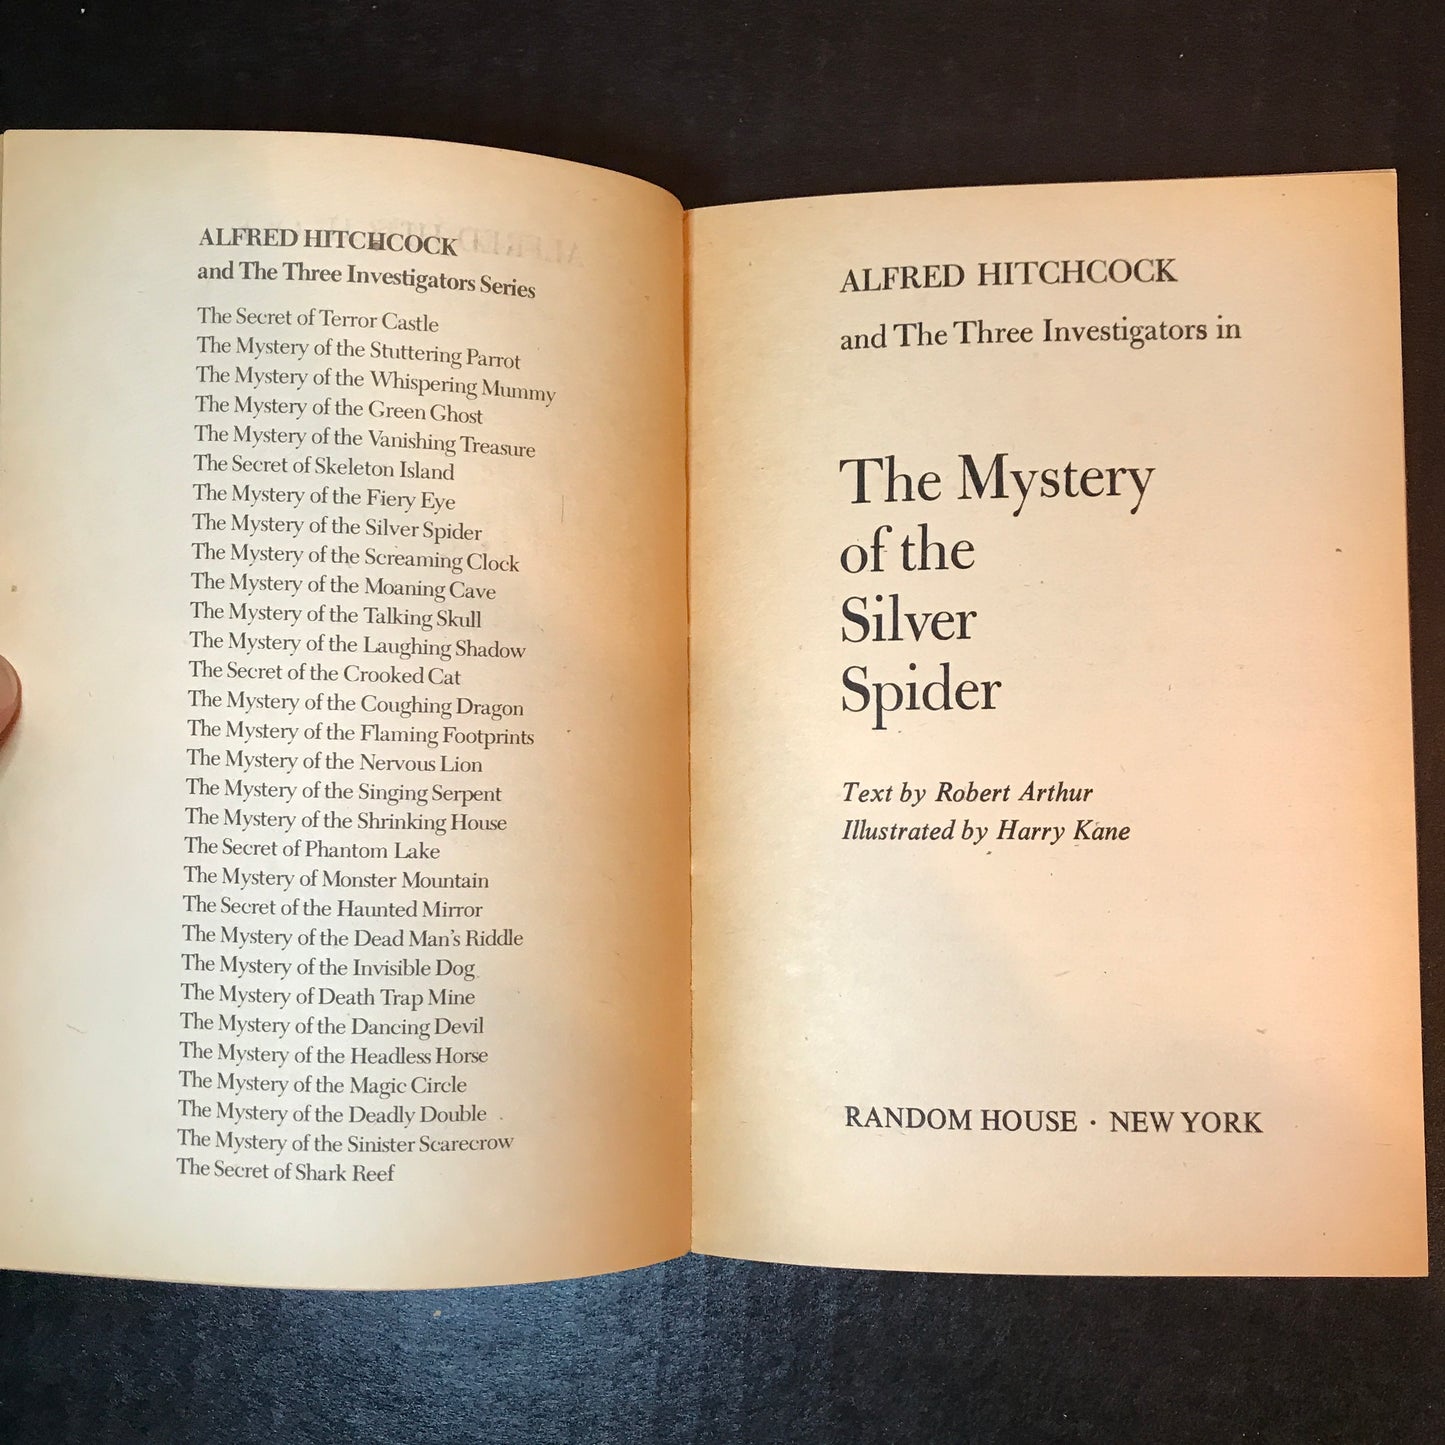 ALFRED HITCHCOCK
and The Three Investigators Series
The Secret of Terror Castle
The Mystery of the Stuttering Parrot
The Mystery of the Whispering Mummy
The Mystery of the Green Ghost
The Mystery of the Vanishing Treasure
The Secret of Skeleton Island
The Mystery of the Fiery Eye
The Mystery of the Silver Spider
The Mystery of the Screaming Clock
The Mystery of the Moaning Cave
The Mystery of the Talking Skull
The Mystery of the Laughing Shadow
The Secret of the Crooked Cat
The Mystery of the Coughing Dragon
The Mystery of the Flaming Footprints
The Mystery of the Nervous Lion
The Mystery of the Singing Serpent
The Mystery of the Shrinking House
The Secret of Phantom Lake
The Mystery of Monster Mountain
The Secret of the Haunted Mirror
The Mystery of the Dead Man's Riddle
The Mystery of the Invisible Dog
The Mystery of Death Trap Mine
The Mystery of the Dancing Devil
The Mystery of the Headless Horse
The Mystery of the Magic Circle
The Mystery of the Deadly Double
The Mystery of the Sinister Scarecrow
The Secret of Shark Reef
ALFRED HITCHCOCK
and The Three Investigators in
The Mystery
of the
Silver
Spider
Text by Robert Arthur
Illustrated by Harry Kane
RANDOM HOUSE · NEW YORK